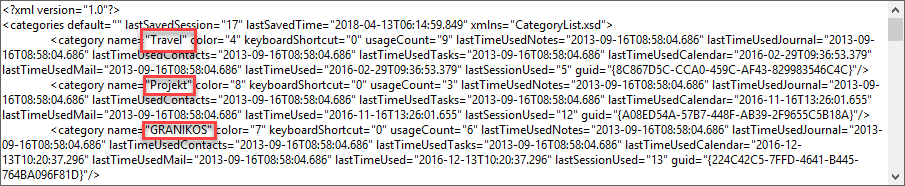 <?xml version="1.0"?>
<categories default="" lastSavedSession="17" lastSavedTime="2018-04-13T06:14:59.849" xmlns="CategoryList.xsd">
<category name="Travel" color="4" keyboardShortcut="0" usageCount="9" lastTimeUsedNotes="2013-09-16T08:58:04.686" lastTimeUsedJournal="2013-09-
16T08:58:04.686" lastTimeUsedContacts="2013-09-16T08:58:04.686" lastTimeUsedTasks="2013-09-16T08:58:04.686" lastTimeUsedCalendar="2016-02-29T09:36:53.379"
lastTimeUsedMail="2013-09-16T08:58:04.686" lastTimeUsed="2016-02-29T09:36:53.379" lastSessionUsed="5" guid="{8C867D5C-CCA0-459C-AF43-829983546C4C}"/>
<category name="Projekt" color="8" keyboardShortcut="0" usageCount="3" lastTimeUsedNotes="2013-09-16T08:58:04.686" lastTimeUsedJournal="2013-09-
16T08:58:04.686" lastTimeUsedContacts="2013-09-16T08:58:04.686" lastTimeUsedTasks="2013-09-16T08:58:04.686" lastTimeUsedCalendar="2016-11-16T13:26:01.655"
lastTimeUsedMail="2013-09-16T08:58:04.686" lastTimeUsed="2016-11-16T13:26:01.655" lastSessionUsed="12" guid="{A08ED54A-57B7-448F-AB39-2F9655C5B18A}"/>
<category name="GRANIKOS" color="7" keyboardShortcut="0" usageCount="6" lastTimeUsedNotes="2013-09-16T08:58:04.686" lastTimeUsedJournal="2013-
09-16T08:58:04.686" lastTimeUsedContacts="2013-09-16T08:58:04.686" lastTimeUsedTasks="2013-09-16T08:58:04.686" lastTimeUsedCalendar="2016-12-
13T10:20:37.296" lastTimeUsedMail="2013-09-16T08:58:04.686" lastTimeUsed="2016-12-13T10:20:37.296" lastSessionUsed="13" guid="{224C42C5-7FFD-4641-B445-
764BA096F81D}"/>